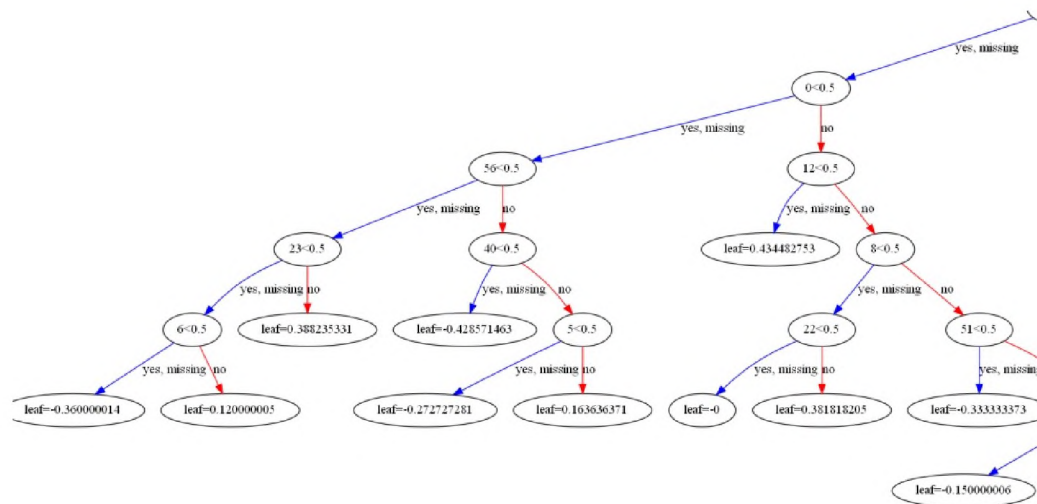 yes, missing
0<0.5
yes, missing
no
56<0.5
12<0.5
yes, missing
no
yes, missing
no
23<0.5
40<0.5
leaf=0.434482753
8<0.5
yes, missing
no
yes, missing
no
yes, missing
no
6<0.5
leaf=0.388235331
leaf=-0.428571463
5<0.5
22<0.5
51<0.5
yes, missing
no
yes, missing
no
yes, missing
no
yes, missing
leaf=-0.360000014
leaf=0.120000005
leaf=-0.272727281
leaf=0.163636371
leaf=-0
leaf=0.381818205
leaf=-0.333333373
leaf=-0.150000006